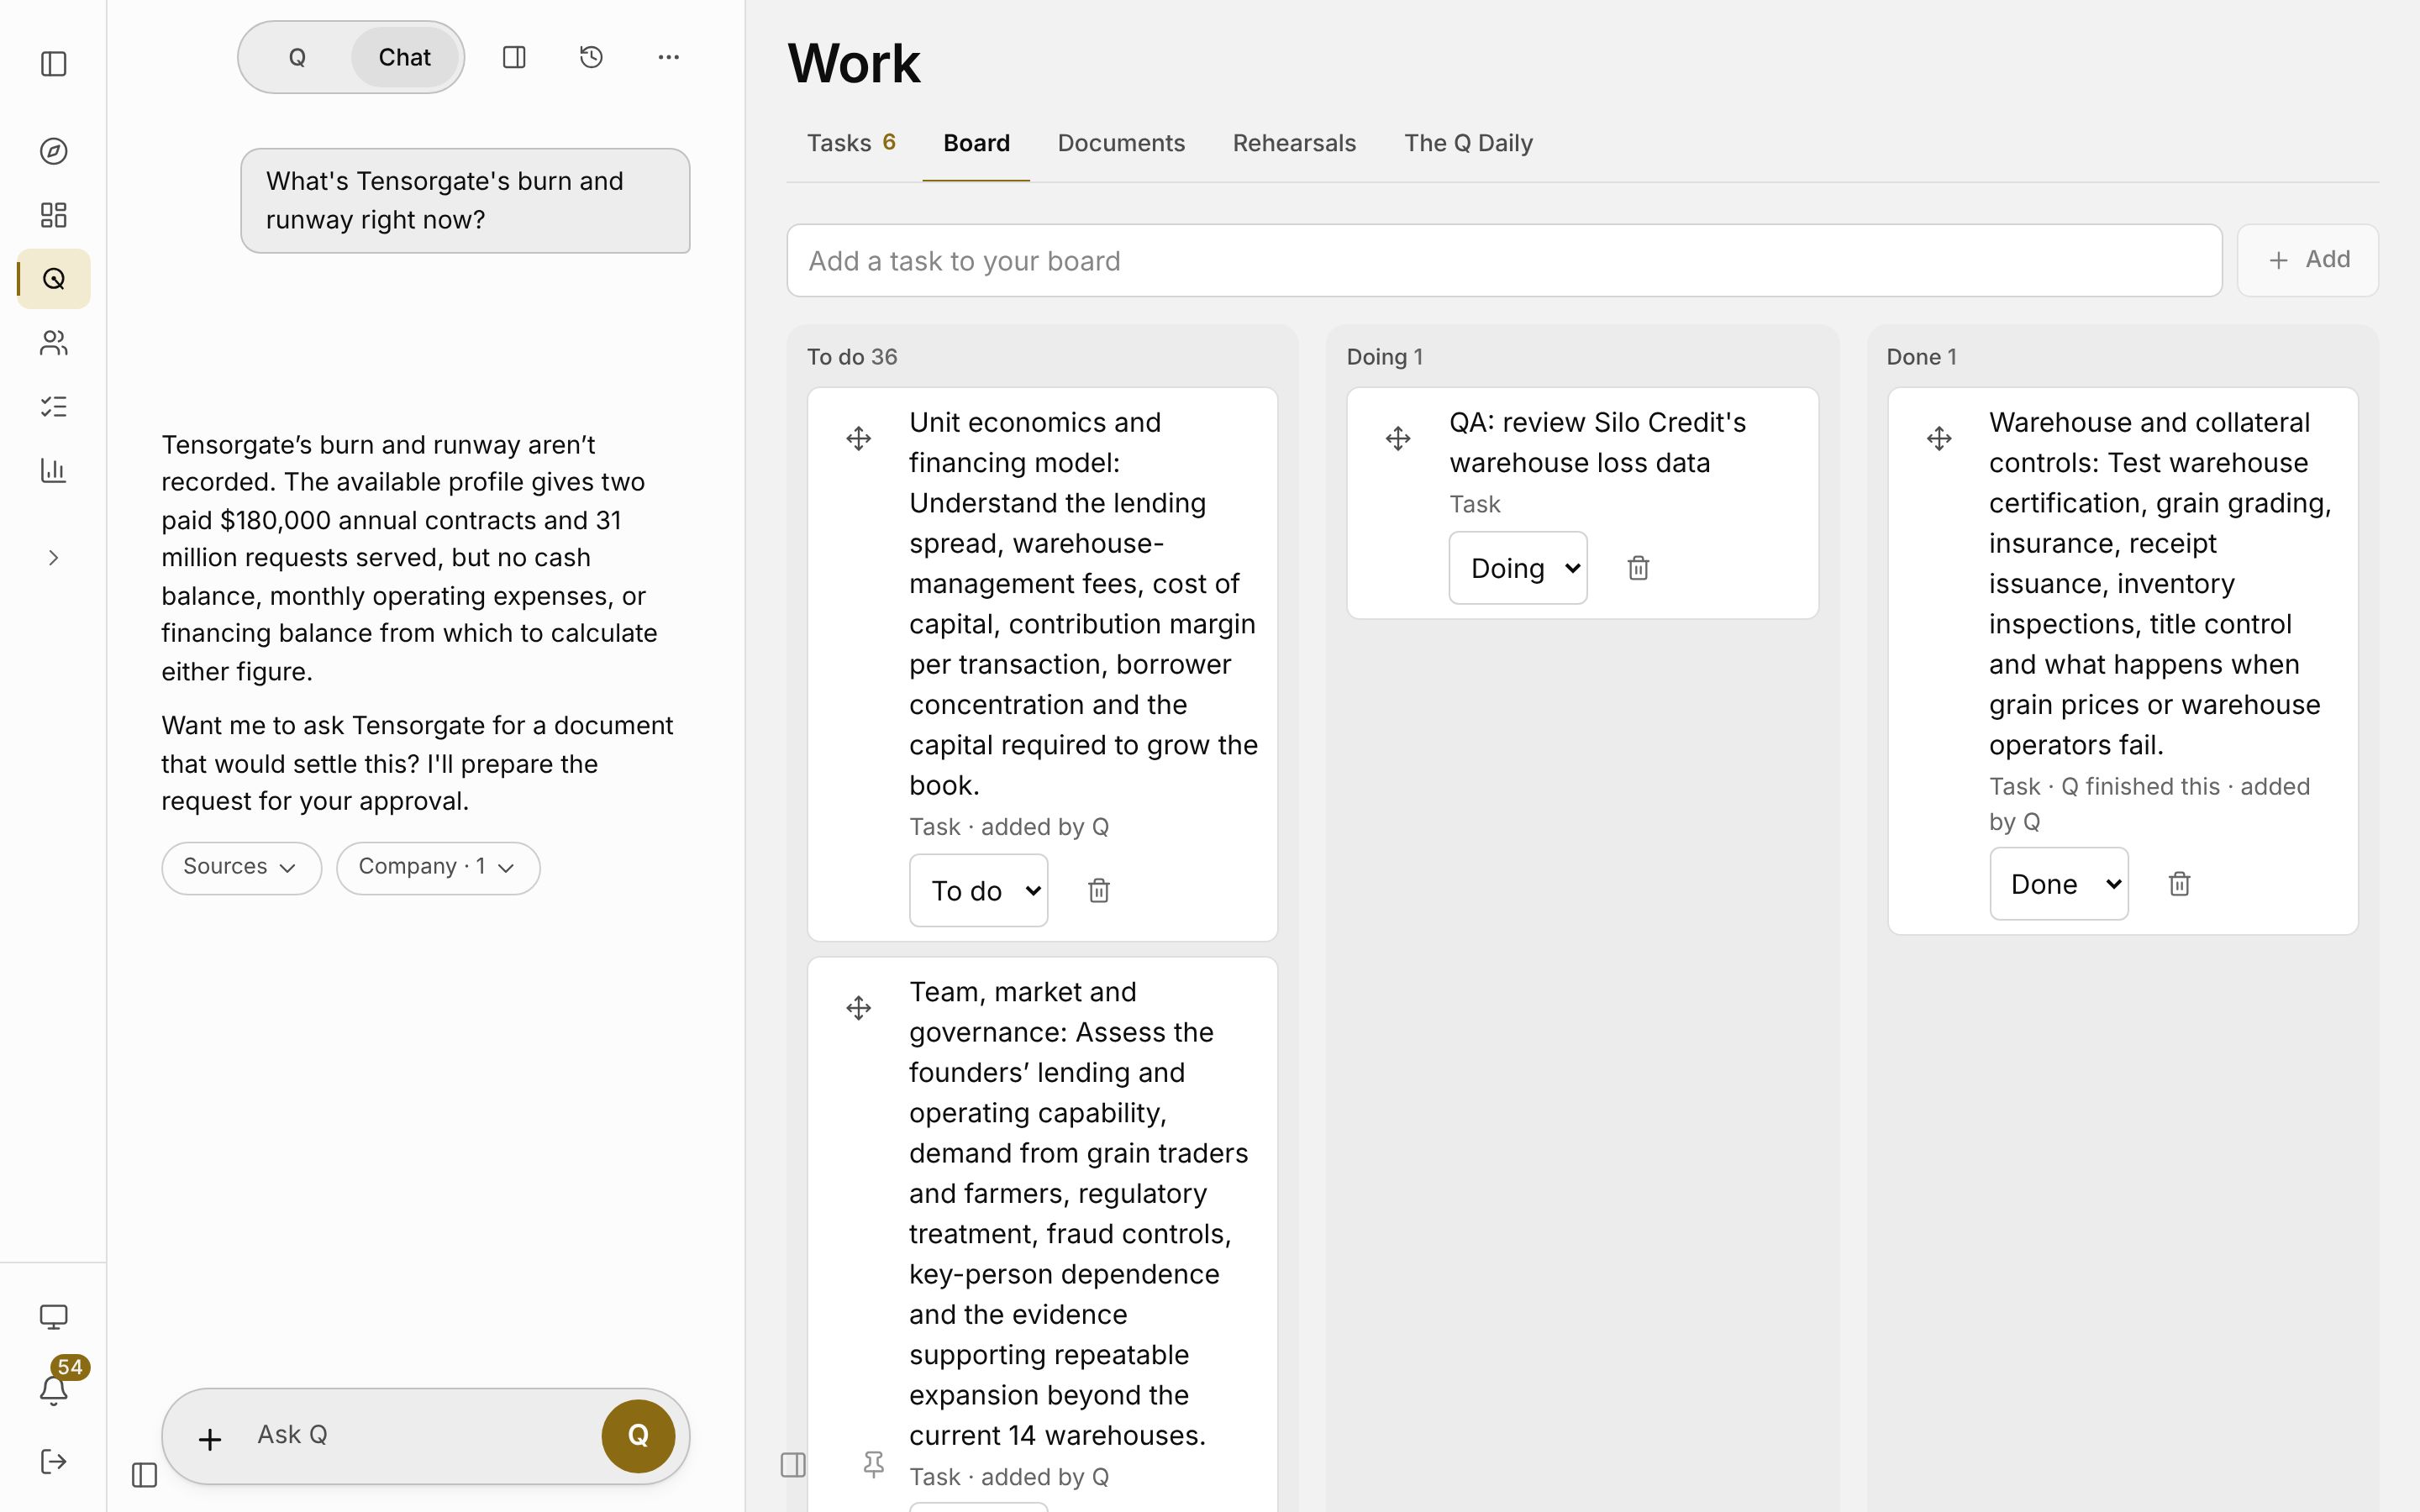 Q
Chat
What's Tensorgate's burn and
runway right now?
Tensorgate’s burn and runway aren’t
recorded. The available profile gives two
paid $180,000 annual contracts and 31
million requests served, but no cash
balance, monthly operating expenses, or
financing balance from which to calculate
either figure.
Want me to ask Tensorgate for a document
that would settle this? I'll prepare the
request for your approval.
Sources
Company · 1
54
Ask Q
Q
Work
Tasks 6
Board
Documents
Rehearsals
The Q Daily
Add a task to your board
Add
To do 36
Unit economics and
financing model:
Understand the lending
spread, warehouse-
management fees, cost of
capital, contribution margin
per transaction, borrower
concentration and the
capital required to grow the
book.
Task · added by Q
To do
Team, market and
governance: Assess the
founders’ lending and
operating capability,
demand from grain traders
and farmers, regulatory
treatment, fraud controls,
key-person dependence
and the evidence
supporting repeatable
expansion beyond the
current 14 warehouses.
Task · added by Q
Doing 1
QA: review Silo Credit's
warehouse loss data
Task
Doing
Done 1
Warehouse and collateral
controls: Test warehouse
certification, grain grading,
insurance, receipt
issuance, inventory
inspections, title control
and what happens when
grain prices or warehouse
operators fail.
Task · Q finished this · added
by Q
Done